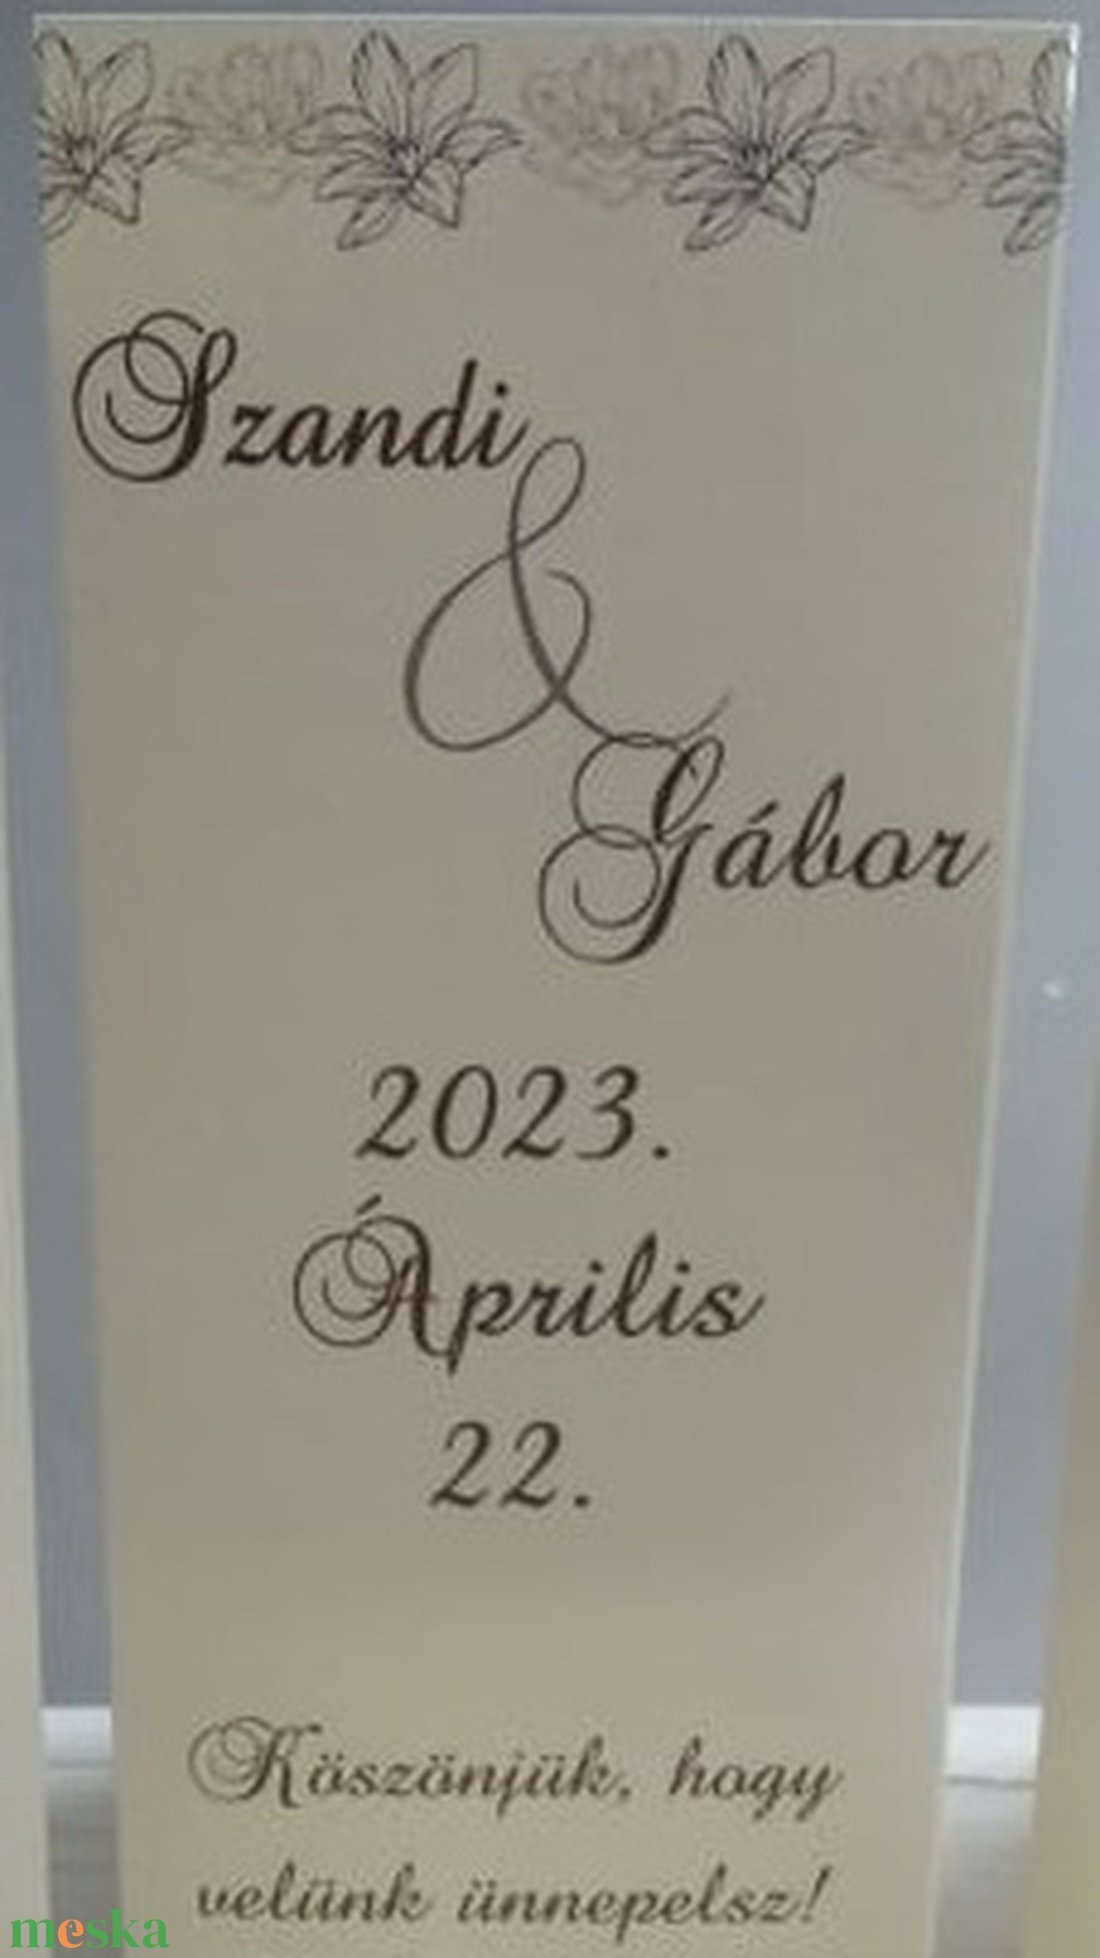 Szandi
&
Gábor
2023.
Április
22.
Köszönjük, hogy
velünk ünnepelsz!
meska